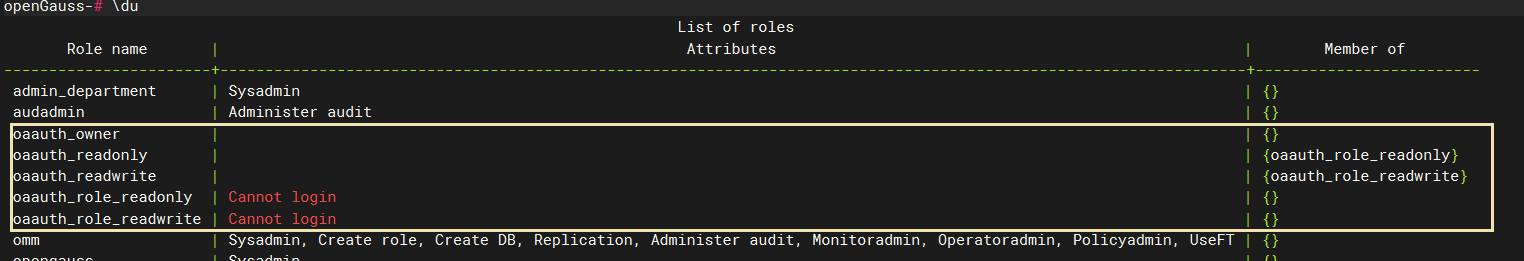 openGauss-# \du
List of roles
Role name | Attributes | Member of
----------------------+---------------------------------------------------------------------------------------------------------------+------------------------
admin_department | Sysadmin | {}
audadmin | Administer audit | {}
oaauth_owner | | {}
oaauth_readonly | | {oaauth_role_readonly}
oaauth_readwrite | | {oaauth_role_readwrite}
oaauth_role_readonly | Cannot login | {}
oaauth_role_readwrite | Cannot login | {}
omm | Sysadmin, Create role, Create DB, Replication, Administer audit, Monitoradmin, Operatoradmin, Policyadmin, UseFT | {}
opengauss | Sysadmin | {}